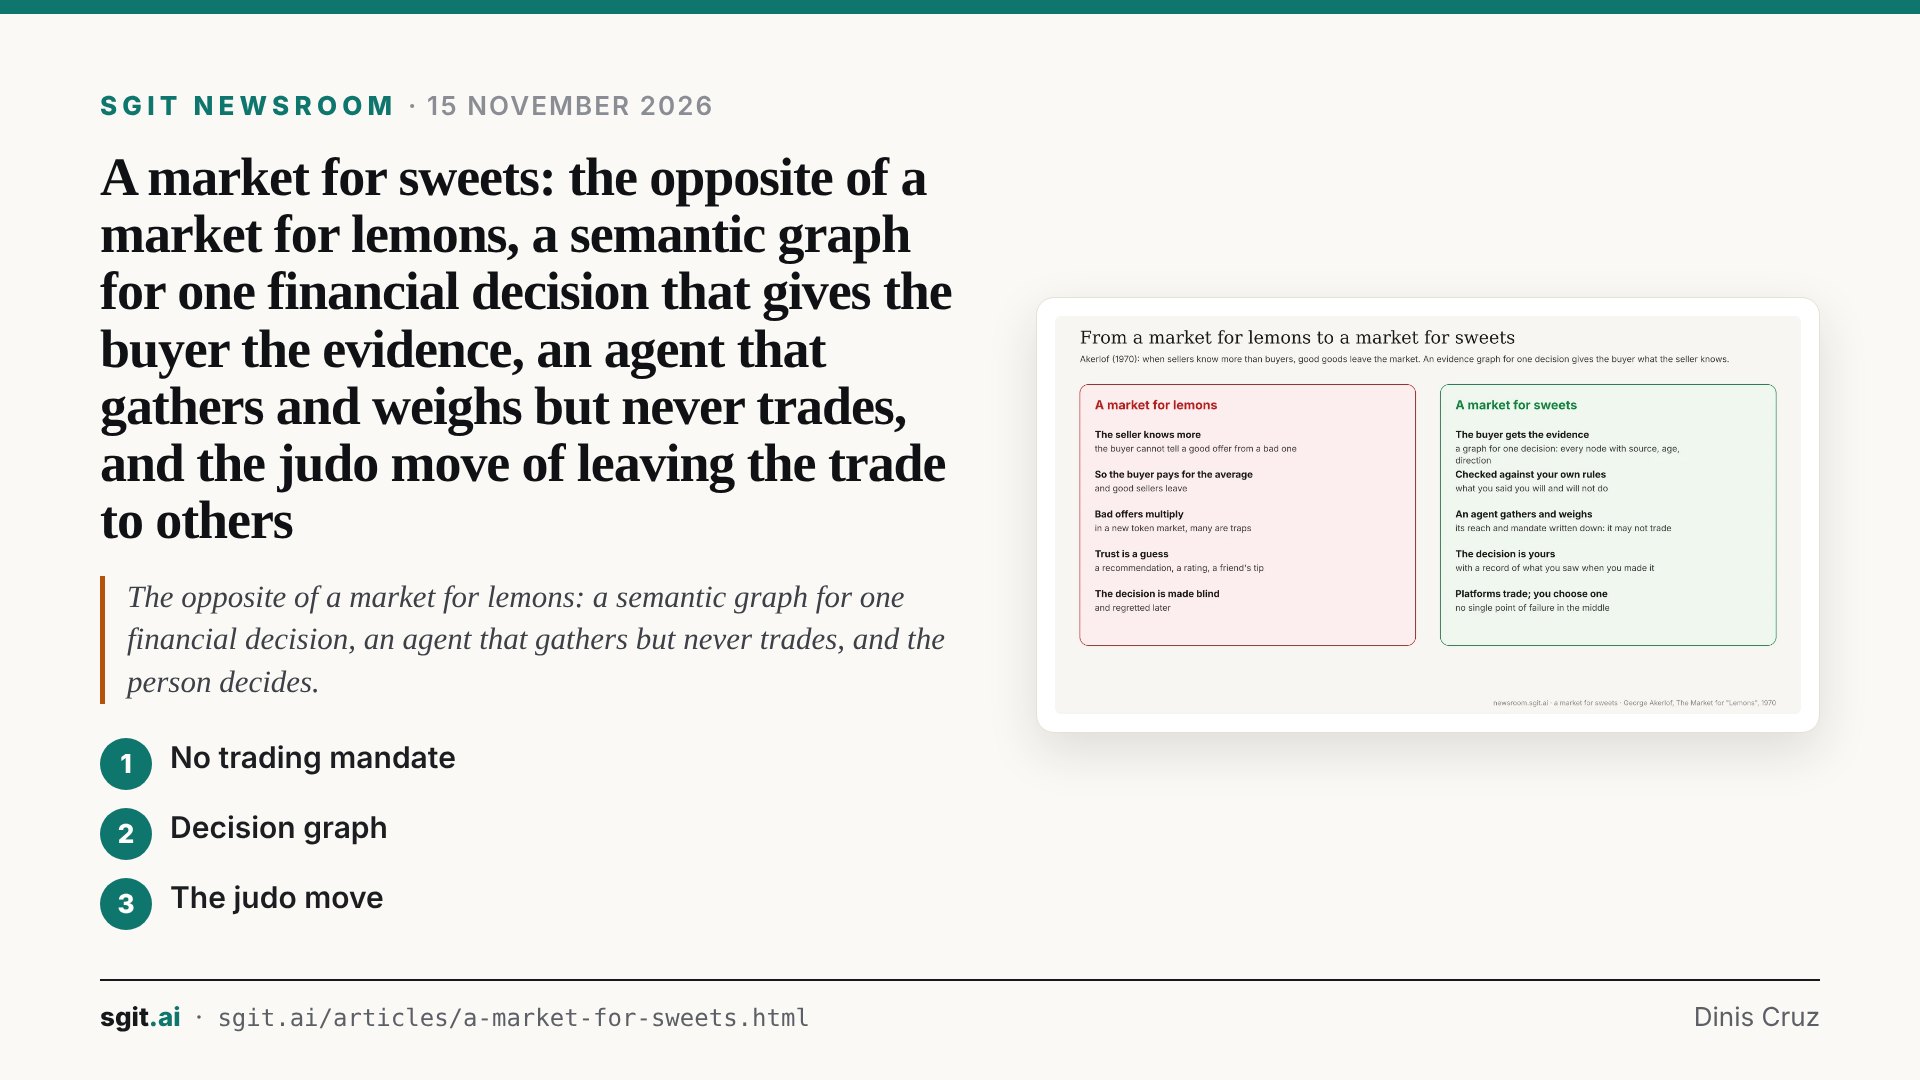 SGIT NEWSROOM · 15 NOVEMBER 2026
A market for sweets: the opposite of a
market for lemons, a semantic graph
for one financial decision that gives the
buyer the evidence, an agent that
gathers and weighs but never trades,
and the judo move of leaving the trade
to others
The opposite of a market for lemons: a semantic graph for one
financial decision, an agent that gathers but never trades, and the
person decides.
1 No trading mandate
2 Decision graph
3 The judo move
From a market for lemons to a market for sweets
Akerlof (1970): when sellers know more than buyers, good goods leave the market. An evidence graph for one decision gives the buyer what the seller knows.
A market for lemons
The seller knows more
the buyer cannot tell a good offer from a bad one
So the buyer pays for the average
and good sellers leave
Bad offers multiply
in a new token market, many are traps
Trust is a guess
a recommendation, a rating, a friend's tip
The decision is made blind
and regretted later
A market for sweets
The buyer gets the evidence
a graph for one decision: every node with source, age,
direction
Checked against your own rules
what you said you will and will not do
An agent gathers and weighs
its reach and mandate written down: it may not trade
The decision is yours
with a record of what you saw when you made it
Platforms trade; you choose one
no single point of failure in the middle
newsroom.sgit.ai · a market for sweets · George Akerlof, The Market for "Lemons", 1970
sgit.ai · sgit.ai/articles/a-market-for-sweets.html
Dinis Cruz